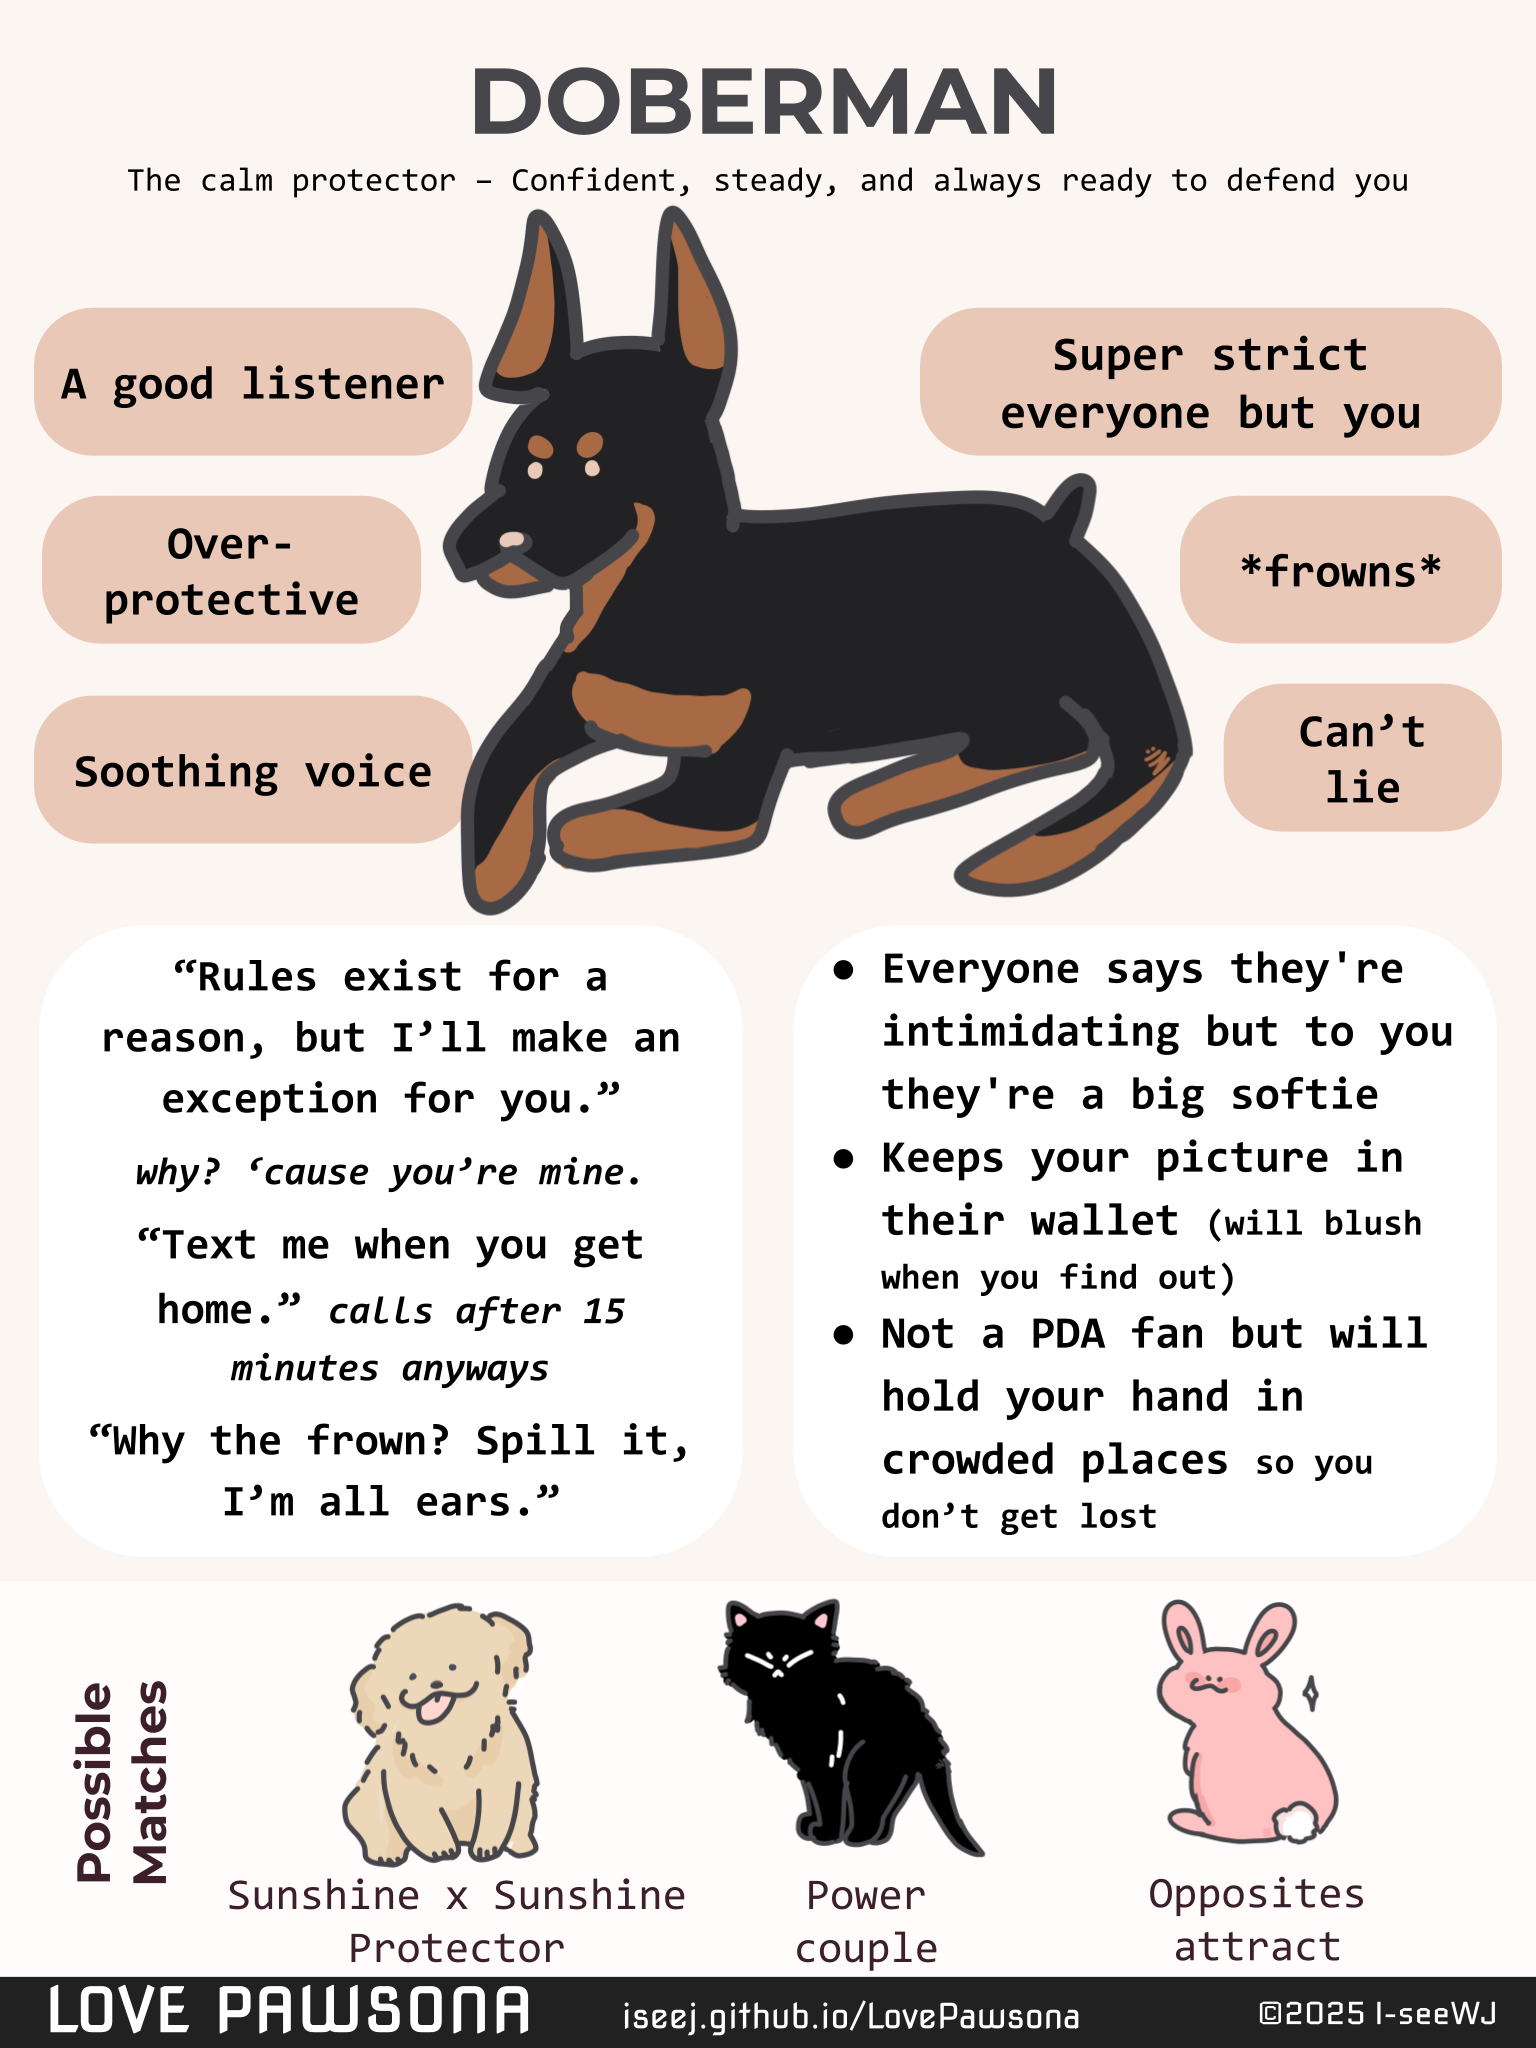 DOBERMAN
The calm protector – Confident, steady, and always ready to defend you
A good listener
Over-
protective
Soothing voice
Super strict
everyone but you
*frowns*
Can’t
lie
“Rules exist for a
reason, but I’ll make an
exception for you.”
why? ‘cause you’re mine.
“Text me when you get
home.” calls after 15
minutes anyways
“Why the frown? Spill it,
I’m all ears.”
● Everyone says they're
intimidating but to you
they're a big softie
● Keeps your picture in
their wallet (will blush
when you find out)
● Not a PDA fan but will
hold your hand in
crowded places so you
don’t get lost
Possible
Matches
Sunshine x Sunshine
Protector
Power
couple
Opposites
attract
LOVE PAWSONA
iseej.github.io/LovePawsona
©2025 I-seeWJ